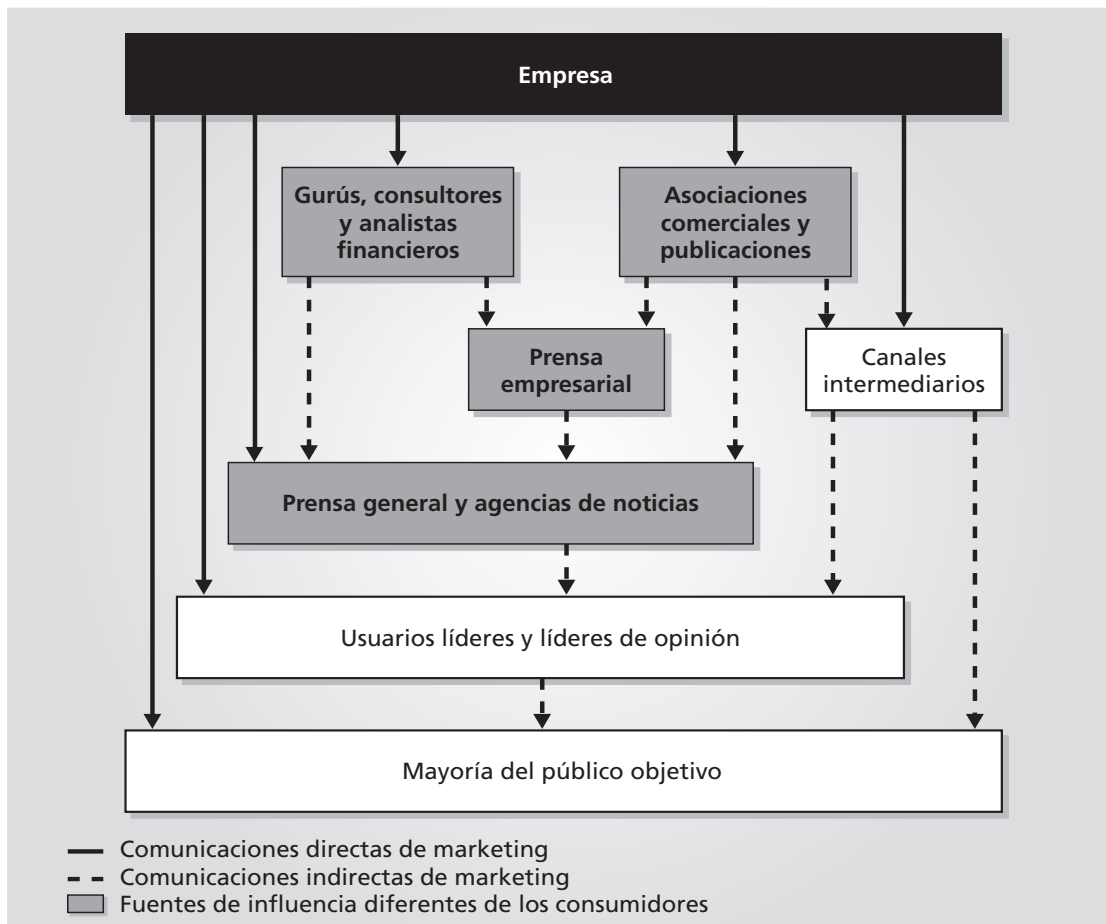 Empresa
Gurús, consultores
y analistas
financieros
Asociaciones
comerciales y
publicaciones
Prensa
empresarial
Canales
intermediarios
Prensa general y agencias de noticias
Usuarios líderes y líderes de opinión
Mayoría del público objetivo
Comunicaciones directas de marketing
Comunicaciones indirectas de marketing
Fuentes de influencia diferentes de los consumidores